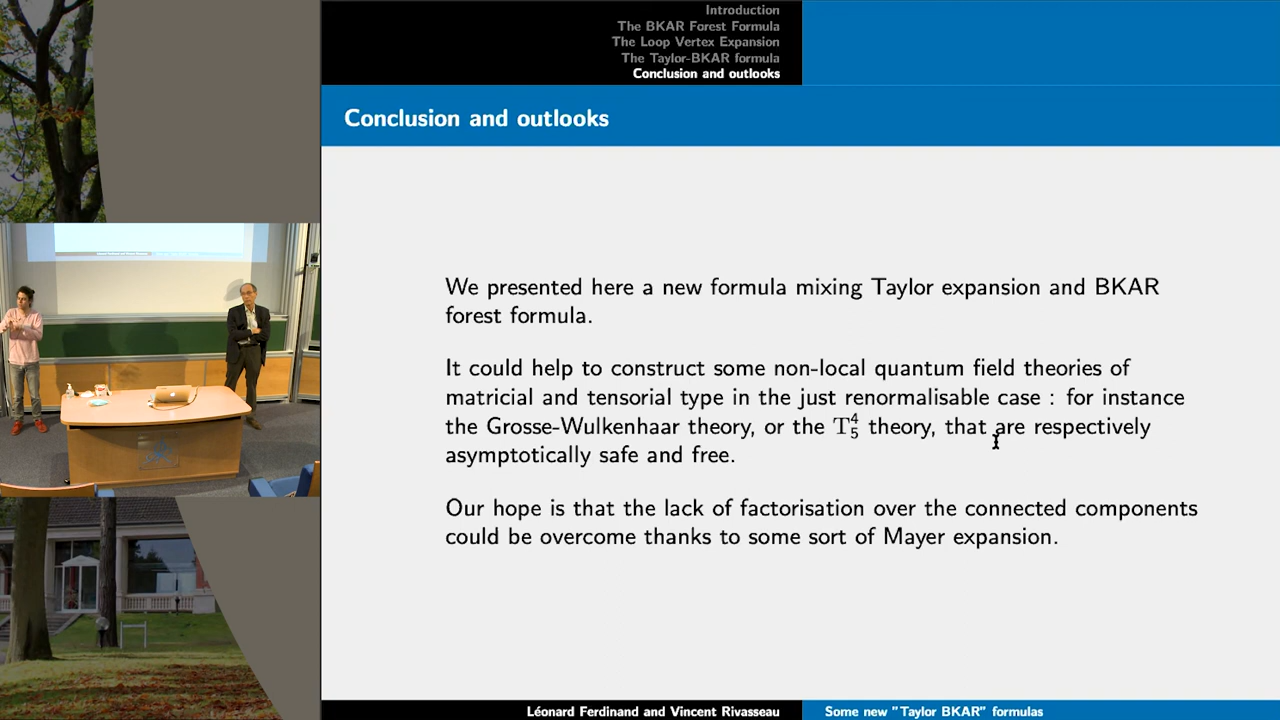 Introduction
The BKAR Forest Formula
The Loop Vertex Expansion
The Taylor-BKAR formula
Conclusion and outlooks
Conclusion and outlooks
We presented here a new formula mixing Taylor expansion and BKAR
forest formula.
It could help to construct some non-local quantum field theories of
matricial and tensorial type in the just renormalisable case : for instance
the Grosse-Wulkenhaar theory, or the T⁴₅ theory, that are respectively
asymptotically safe and free.
Our hope is that the lack of factorisation over the connected components
could be overcome thanks to some sort of Mayer expansion.
Léonard Ferdinand and Vincent Rivasseau
Some new "Taylor BKAR" formulas